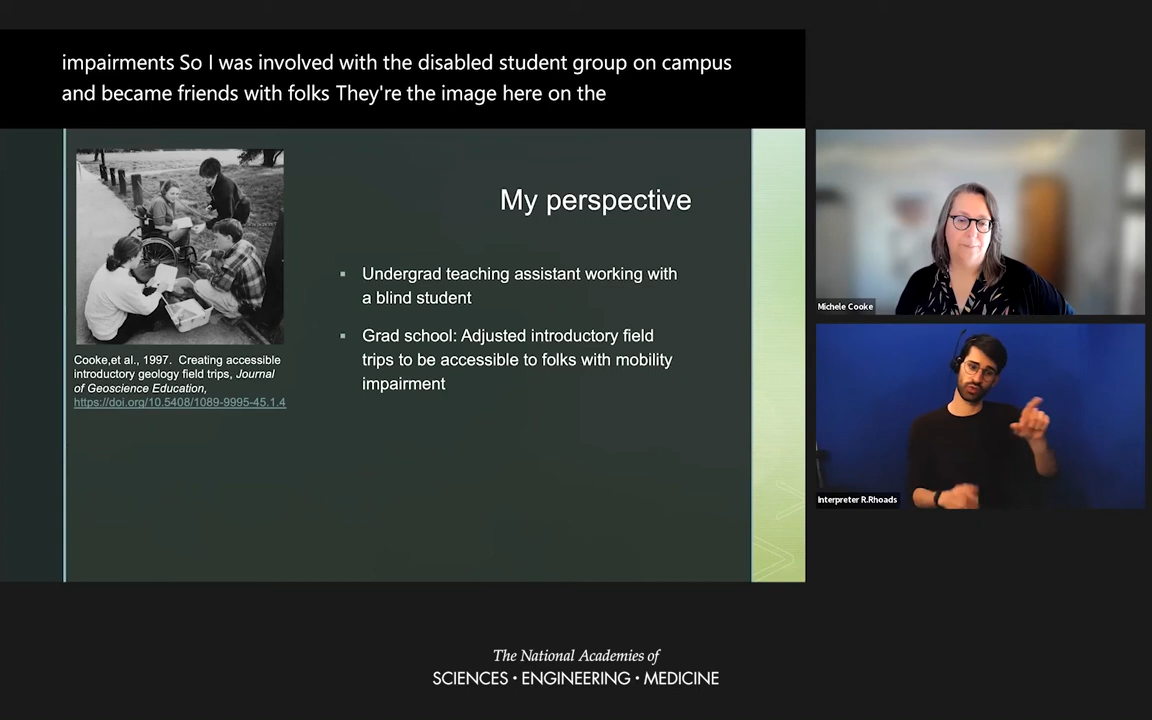 impairments So I was involved with the disabled student group on campus
and became friends with folks They're the image here on the
My perspective
▪ Undergrad teaching assistant working with
a blind student
▪ Grad school: Adjusted introductory field
trips to be accessible to folks with mobility
impairment
Cooke,et al., 1997. Creating accessible
introductory geology field trips, Journal
of Geoscience Education,
https://doi.org/10.5408/1089-9995-45.1.4
Michele Cooke
Interpreter R.Rhoads
The National Academies of
SCIENCES · ENGINEERING · MEDICINE